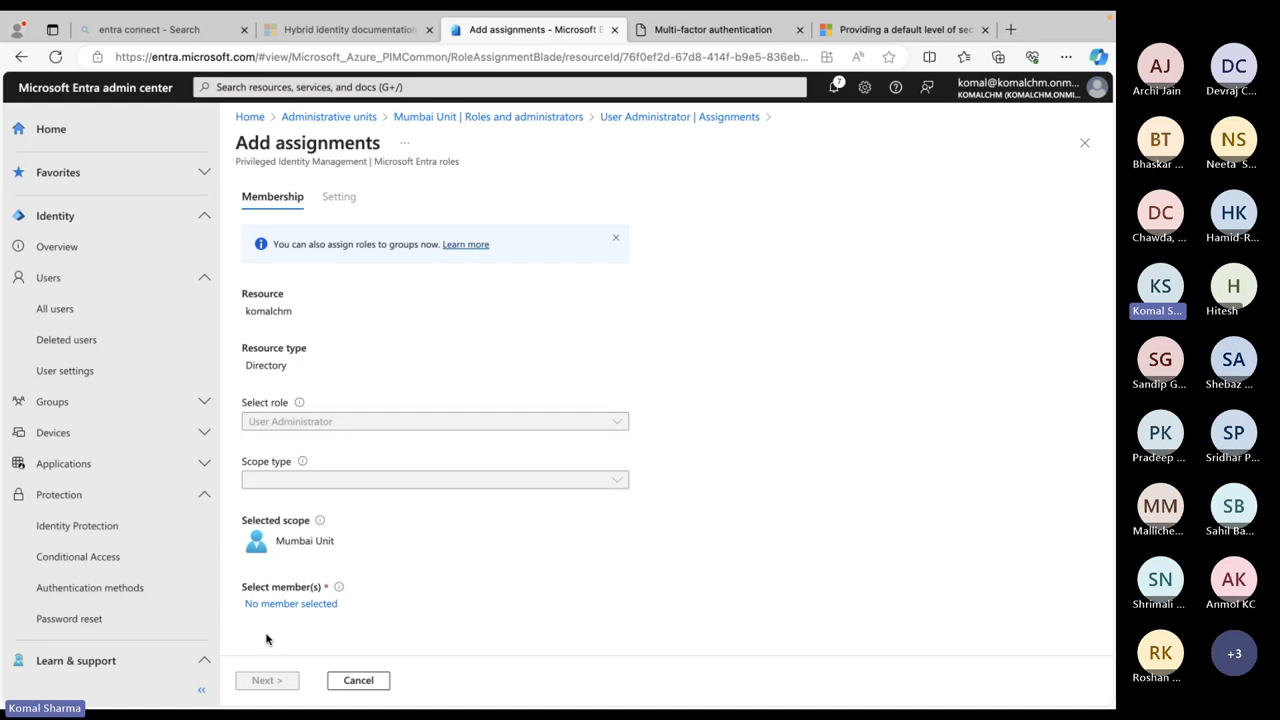 entra connect - Search
Hybrid identity documentation
Add assignments - Microsoft E
Multi-factor authentication
Providing a default level of sec
https://entra.microsoft.com/#view/Microsoft_Azure_PIMCommon/RoleAssignmentBlade/resourceId/76f0ef2d-67d8-414f-b9e5-836eb...
Microsoft Entra admin center
Search resources, services, and docs (G+/)
7
komal@komalchm.onm...
KOMALCHM (KOMALCHM.ONMI...
Home
Favorites
Identity
Overview
Users
All users
Deleted users
User settings
Groups
Devices
Applications
Protection
Identity Protection
Conditional Access
Authentication methods
Password reset
Learn & support
Home > Administrative units > Mumbai Unit | Roles and administrators > User Administrator | Assignments >
Add assignments ...
Privileged Identity Management | Microsoft Entra roles
Membership Setting
You can also assign roles to groups now. Learn more
Resource
komalchm
Resource type
Directory
Select role
User Administrator
Scope type
Selected scope
Mumbai Unit
Select member(s) *
No member selected
Next > Cancel
Komal Sharma
AJ DC
Archi Jain Devraj C...
BT NS
Bhaskar ... Neeta S...
DC HK
Chawda, ... Hamid-R...
KS H
Komal S... Hitesh
SG SA
Sandip G... Shebaz ...
PK SP
Pradeep ... Sridhar P...
MM SB
Malliche... Sahil Ba...
SN AK
Shrimali ... Anmol KC
RK +3
Roshan ...